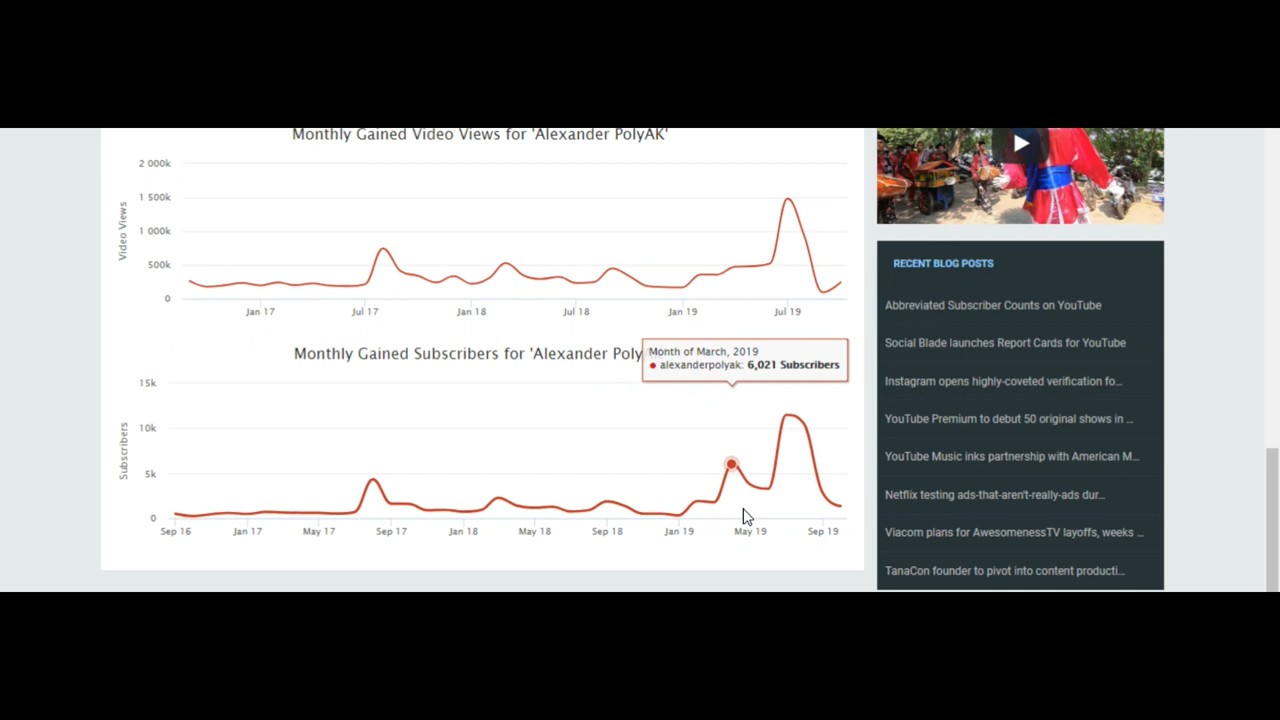 Monthly Gained Video Views for 'Alexander PolyAK'
2 000k
1 500k
1 000k
500k
0
Video Views
Jan 17
Jul 17
Jan 18
Jul 18
Jan 19
Jul 19
Monthly Gained Subscribers for 'Alexander Poly
Month of March, 2019
alexanderpolyak: 6,021 Subscribers
15k
10k
5k
0
Subscribers
Sep 16
Jan 17
May 17
Sep 17
Jan 18
May 18
Sep 18
Jan 19
May 19
Sep 19
RECENT BLOG POSTS
Abbreviated Subscriber Counts on YouTube
Social Blade launches Report Cards for YouTube
Instagram opens highly-coveted verification fo...
YouTube Premium to debut 50 original shows in ...
YouTube Music inks partnership with American M...
Netflix testing ads-that-aren't-really-ads dur...
Viacom plans for AwesomenessTV layoffs, weeks ...
TanaCon founder to pivot into content producti...